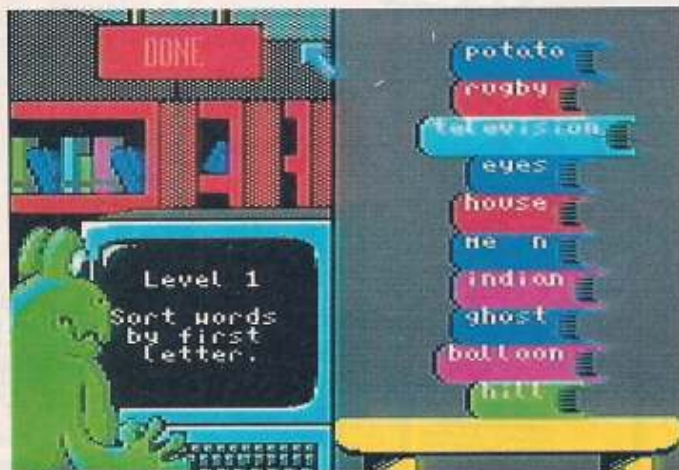 DONE
Level 1
Sort words
by first
letter.
potato
rugby
television
eyes
house
indian
ghost
balloon
hill